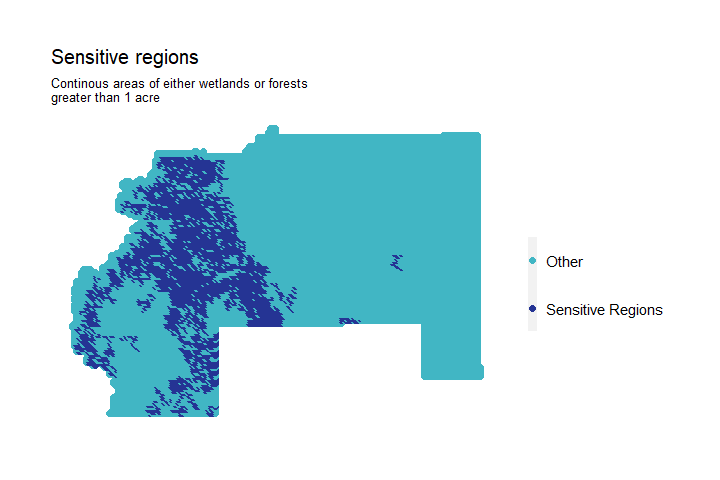 Sensitive regions
Continous areas of either wetlands or forests
greater than 1 acre
Other
Sensitive Regions